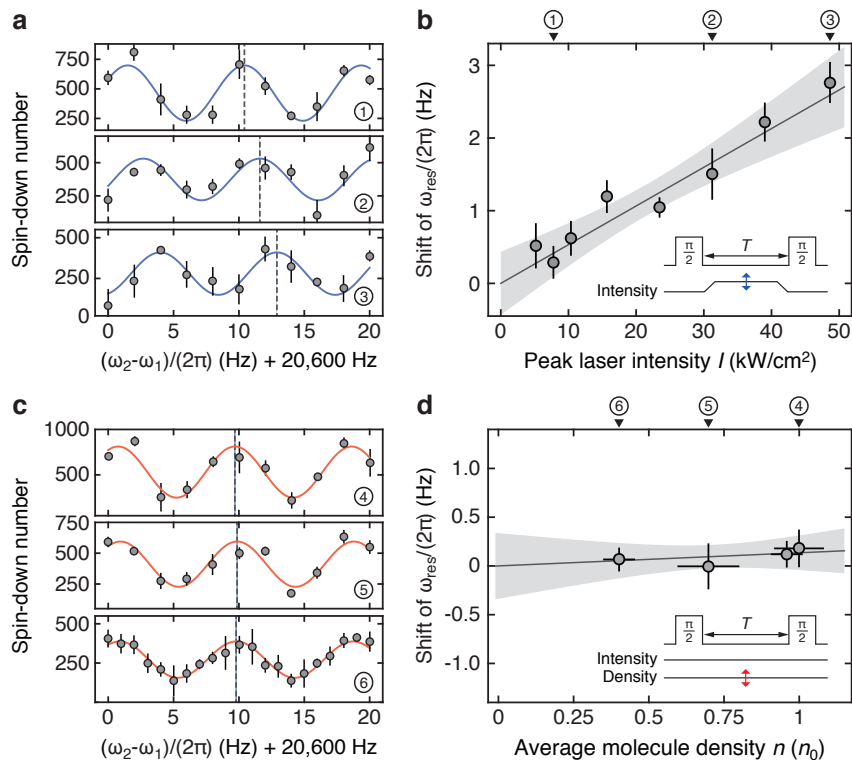 a
750
500
250
①
Spin-down number
500
250
②
500
250
0
③
0 5 10 15 20
(ω₂-ω₁)/(2π) (Hz) + 20,600 Hz
b
① ② ③
3
2
1
0
Shift of ω_res/(2π) (Hz)
π/2 T π/2
Intensity
0 10 20 30 40 50
Peak laser intensity I (kW/cm²)
c
1000
500
④
Spin-down number
750
500
250
⑤
500
250
⑥
0 5 10 15 20
(ω₂-ω₁)/(2π) (Hz) + 20,600 Hz
d
⑥ ⑤ ④
1.0
0.5
0
-0.5
-1.0
Shift of ω_res/(2π) (Hz)
π/2 T π/2
Intensity
Density
0 0.25 0.5 0.75 1
Average molecule density n (n₀)